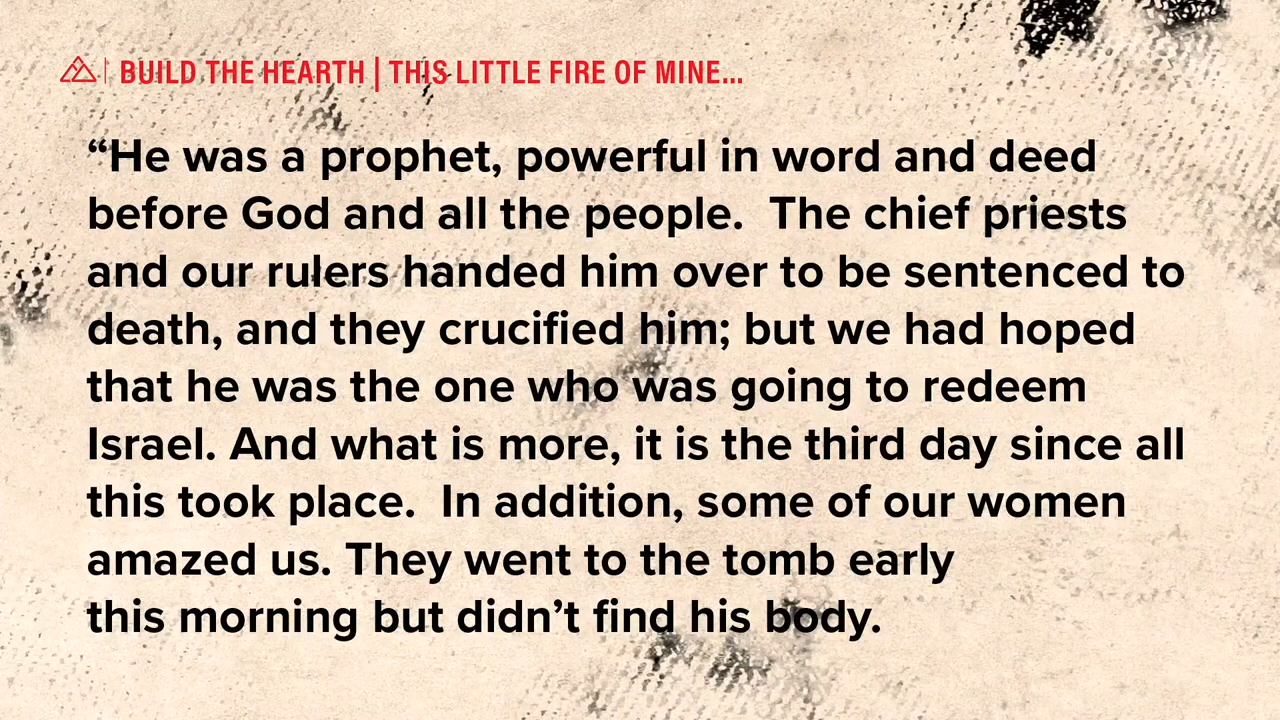 BUILD THE HEARTH | THIS LITTLE FIRE OF MINE...
“He was a prophet, powerful in word and deed
before God and all the people.  The chief priests
and our rulers handed him over to be sentenced to
death, and they crucified him; but we had hoped
that he was the one who was going to redeem
Israel. And what is more, it is the third day since all
this took place.  In addition, some of our women
amazed us. They went to the tomb early
this morning but didn’t find his body.